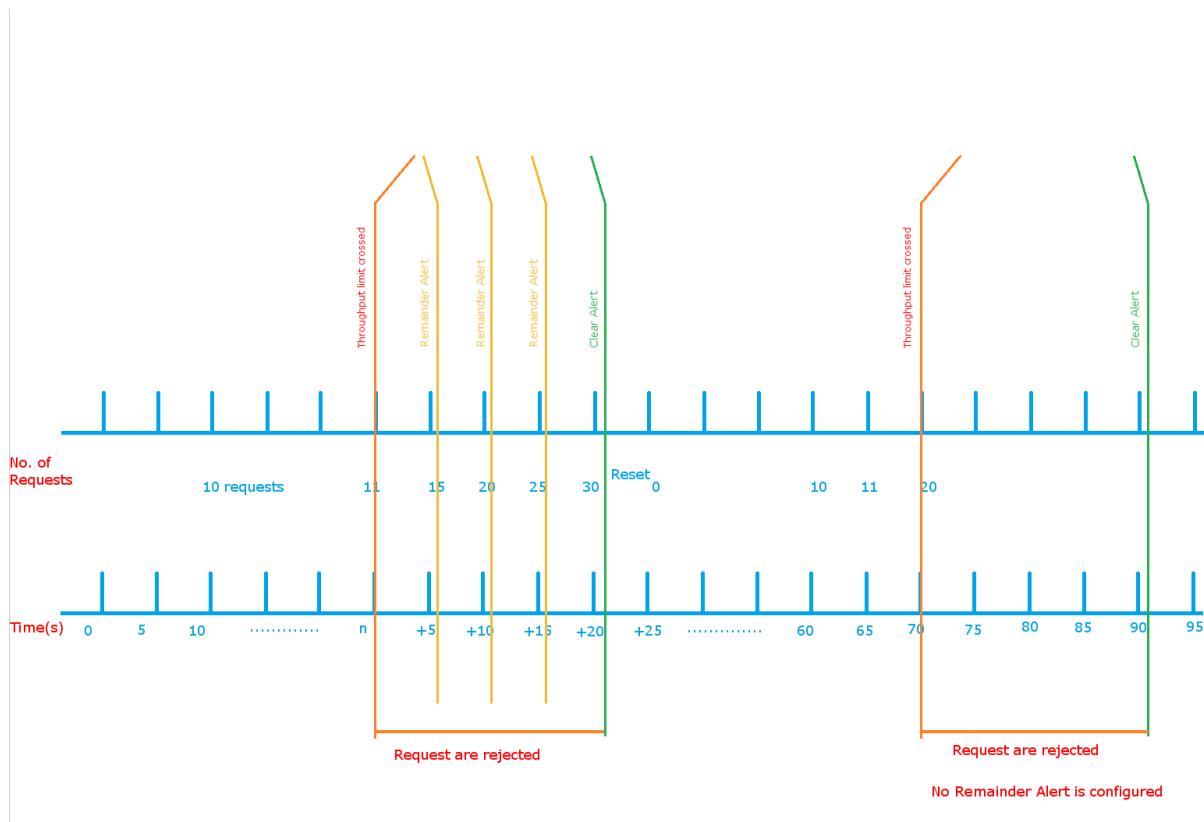 Throughput limit crossed
Remainder Alert
Remainder Alert
Remainder Alert
Clear Alert
Throughput limit crossed
Clear Alert
No. of
Requests
10 requests 11 15 20 25 30 Reset 0 10 11 20
Time(s) 0 5 10 ............. n +5 +10 +15 +20 +25 .............. 60 65 70 75 80 85 90 95
Request are rejected
Request are rejected
No Remainder Alert is configured